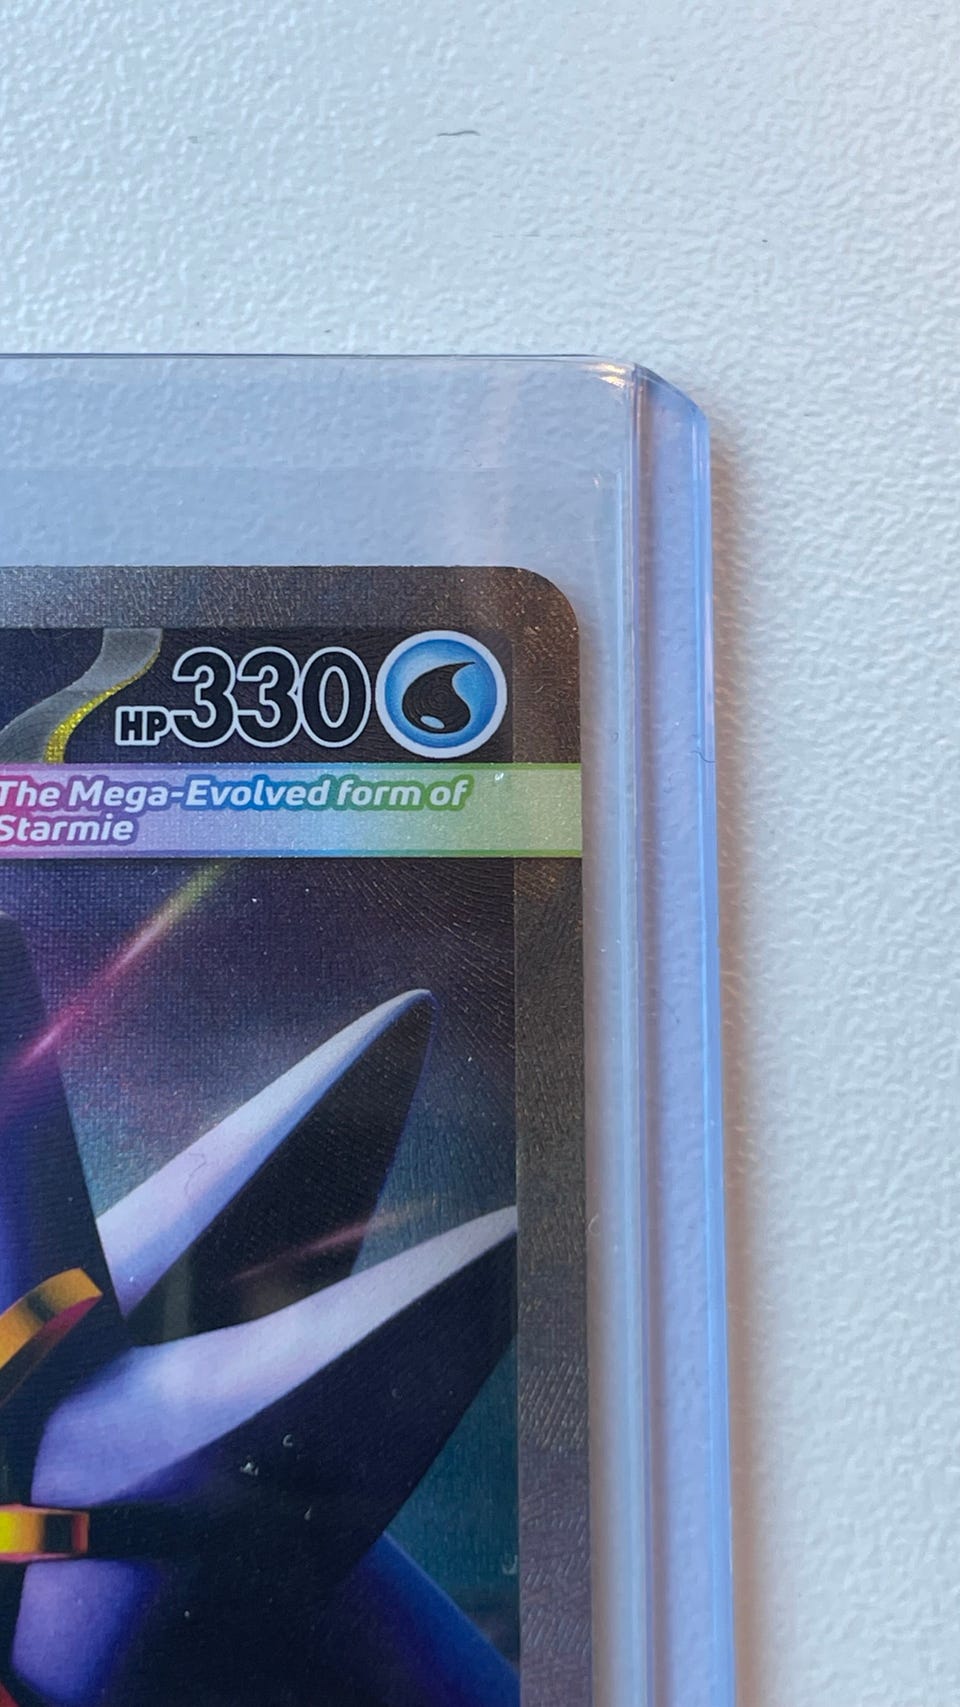 HP330
The Mega-Evolved form of
Starmie